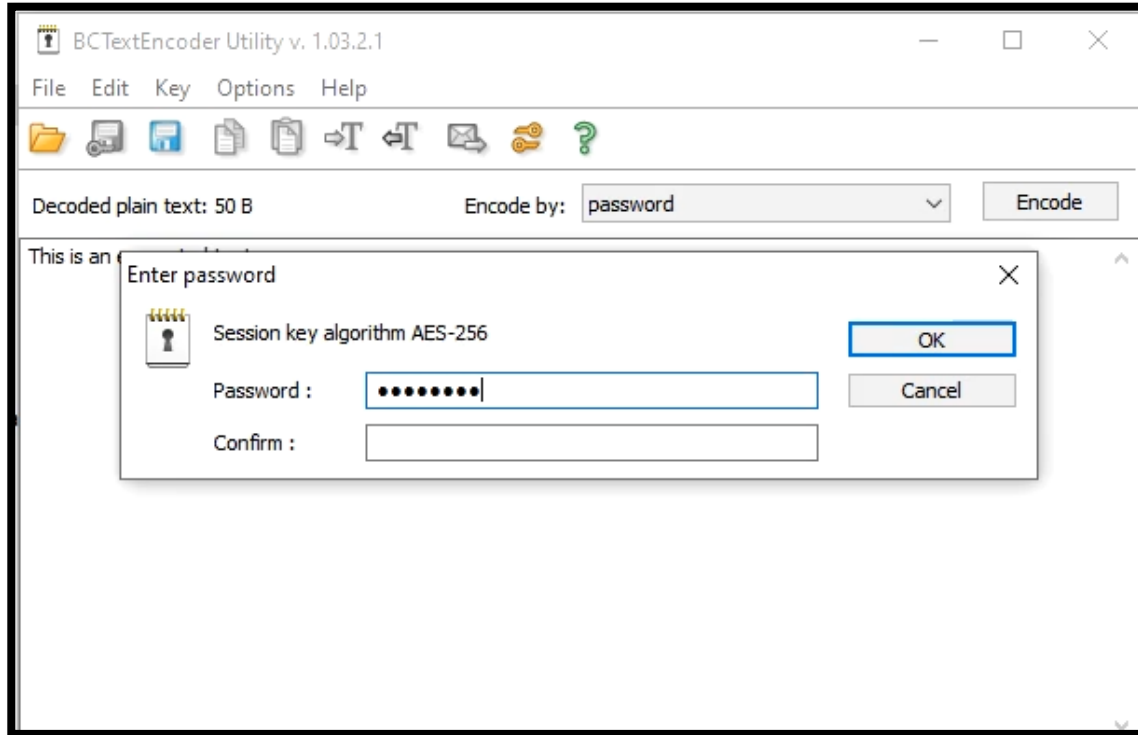 BCTextEncoder Utility v. 1.03.2.1
File Edit Key Options Help
Decoded plain text: 50 B Encode by: password Encode
This is an
Enter password
Session key algorithm AES-256 OK
Password : ●●●●●●●● Cancel
Confirm :